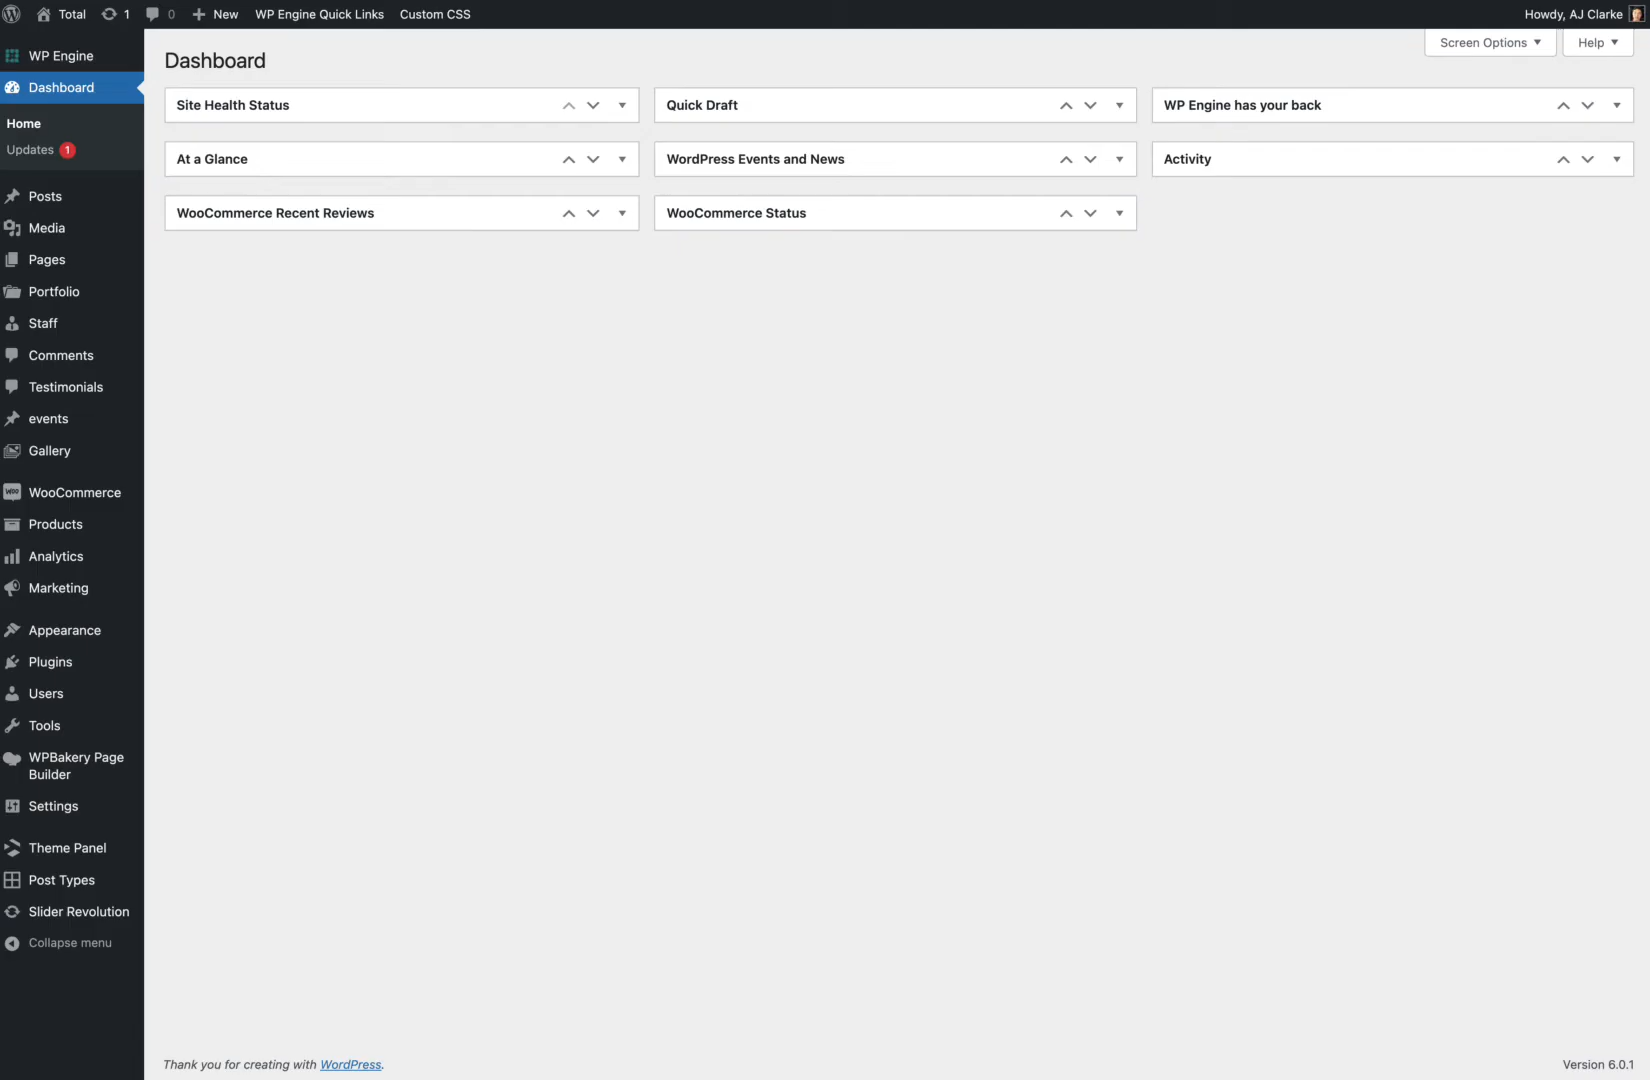 Total 1 0 New WP Engine Quick Links Custom CSS Howdy, AJ Clarke
Screen Options Help
WP Engine
Dashboard
Home
Updates 1
Posts
Media
Pages
Portfolio
Staff
Comments
Testimonials
events
Gallery
WooCommerce
Products
Analytics
Marketing
Appearance
Plugins
Users
Tools
WPBakery Page
Builder
Settings
Theme Panel
Post Types
Slider Revolution
Collapse menu
Dashboard
Site Health Status
Quick Draft
WP Engine has your back
At a Glance
WordPress Events and News
Activity
WooCommerce Recent Reviews
WooCommerce Status
Thank you for creating with WordPress.
Version 6.0.1